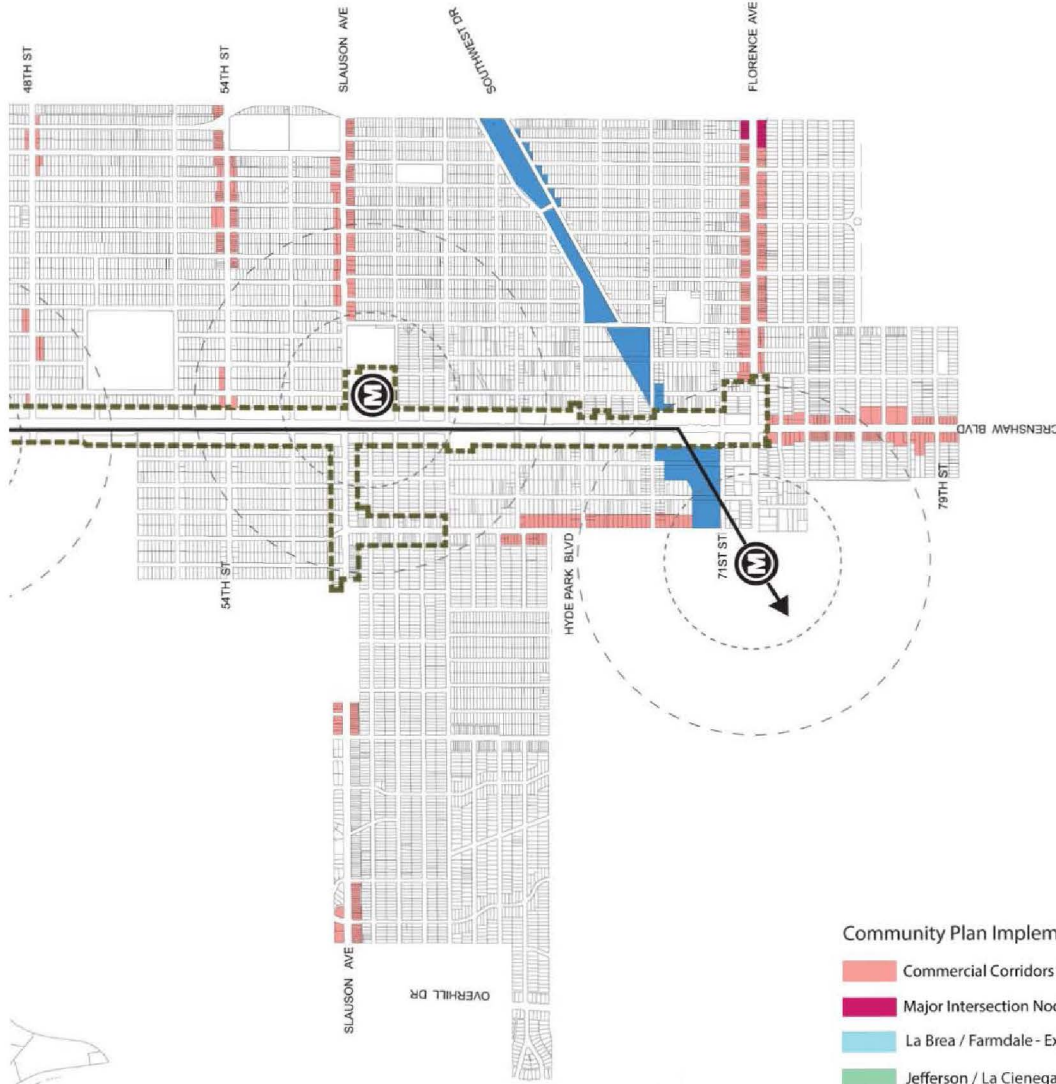 48TH ST
54TH ST
SLAUSON AVE
SOUTHWEST DR
FLORENCE AVE
M
CRENSHAW BLVD
79TH ST
54TH ST
HYDE PARK BLVD
71ST ST
M
SLAUSON AVE
OVERHILL DR
Community Plan Implem
Commercial Corridors
Major Intersection Noc
La Brea / Farmdale - Ex
Jefferson / La Cienega